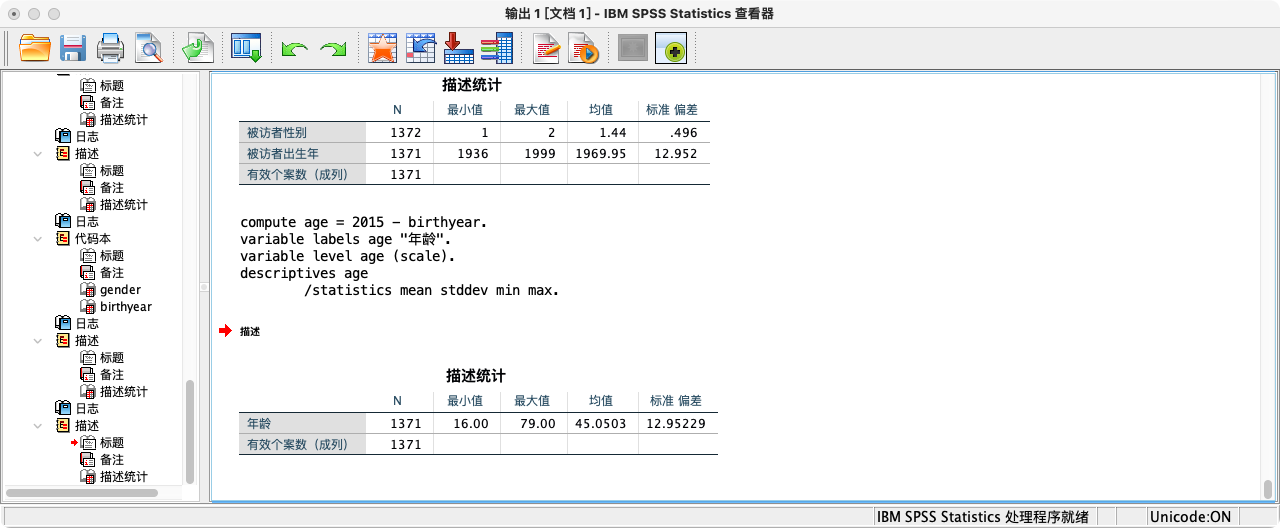 输出 1 [文档 1] - IBM SPSS Statistics 查看器
标题
备注
描述统计
日志
描述
标题
备注
描述统计
日志
代码本
标题
备注
gender
birthyear
日志
描述
标题
备注
描述统计
日志
描述
标题
备注
描述统计
描述统计
N 最小值 最大值 均值 标准 偏差
被访者性别 1372 1 2 1.44 .496
被访者出生年 1371 1936 1999 1969.95 12.952
有效个案数（成列） 1371
compute age = 2015 - birthyear.
variable labels age "年龄".
variable level age (scale).
descriptives age
/statistics mean stddev min max.
描述
描述统计
N 最小值 最大值 均值 标准 偏差
年龄 1371 16.00 79.00 45.0503 12.95229
有效个案数（成列） 1371
IBM SPSS Statistics 处理程序就绪 Unicode:ON